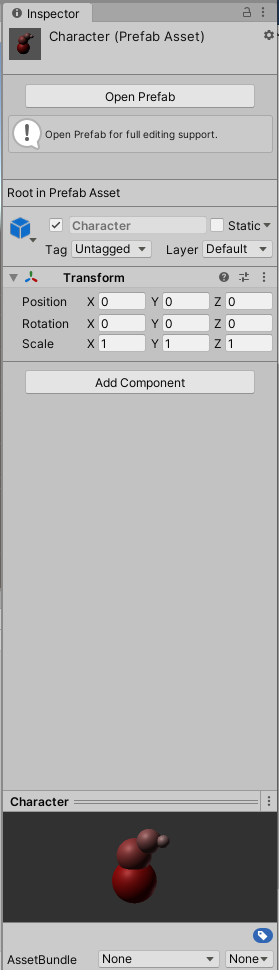 Inspector
Character (Prefab Asset)
Open Prefab
Open Prefab for full editing support.
Root in Prefab Asset
Character Static
Tag Untagged Layer Default
Transform
Position X 0 Y 0 Z 0
Rotation X 0 Y 0 Z 0
Scale X 1 Y 1 Z 1
Add Component
Character
AssetBundle None None